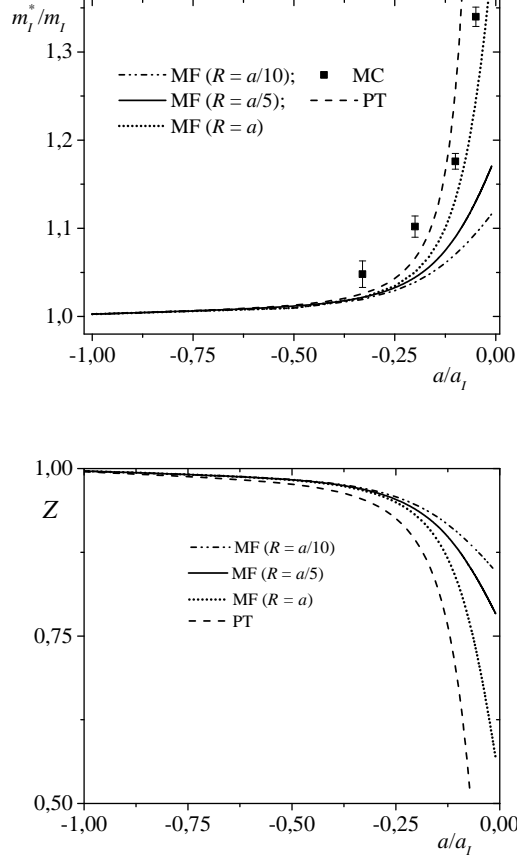 m*I/mI
1,3
MF (R = a/10); MC
MF (R = a/5); PT
MF (R = a)
1,2
1,1
1,0
-1,00 -0,75 -0,50 -0,25 0,00
a/aI
1,00
Z
MF (R = a/10)
MF (R = a/5)
MF (R = a)
PT
0,75
0,50
-1,00 -0,75 -0,50 -0,25 0,00
a/aI